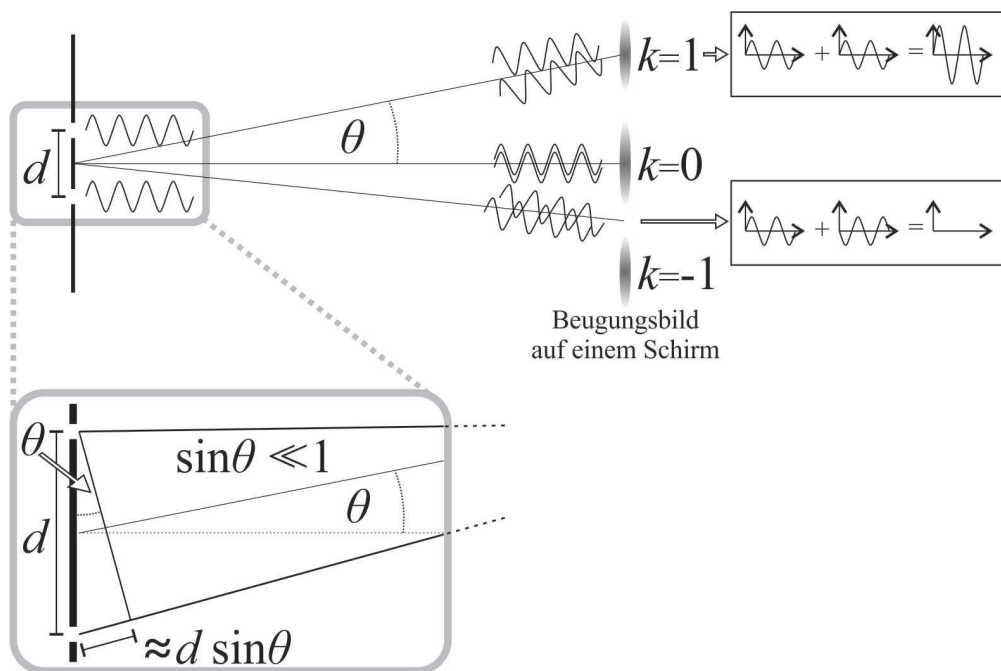 k=1
+ =
θ
d
k=0
+ =
k=-1
Beugungsbild
auf einem Schirm
θ
sinθ ≪1
θ
d
≈d sinθ